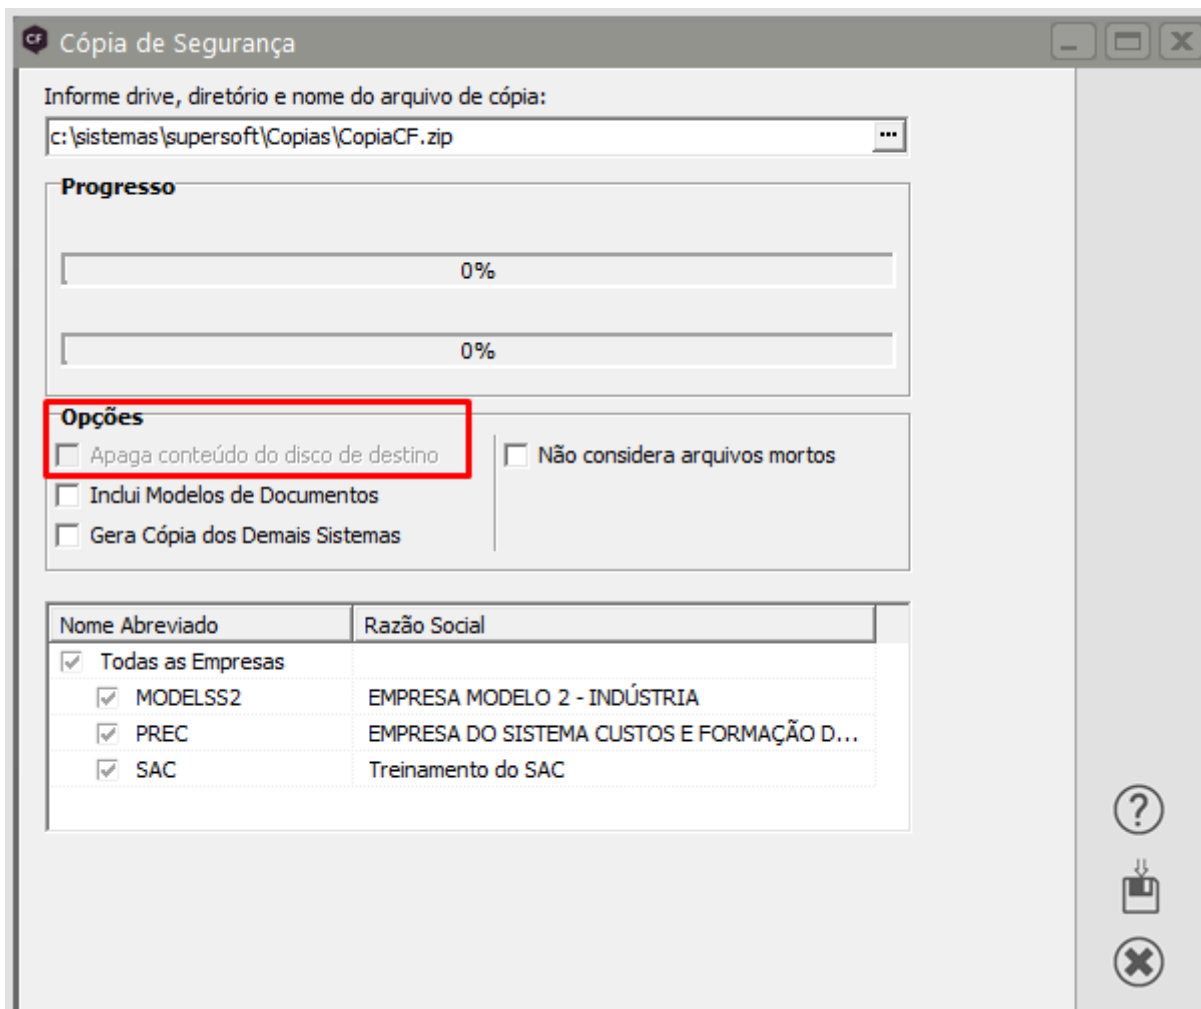 CF Cópia de Segurança
Informe drive, diretório e nome do arquivo de cópia:
c:\sistemas\supersoft\Copias\CopiaCF.zip ...
Progresso
0%
0%
Opções
Apaga conteúdo do disco de destino
Não considera arquivos mortos
Inclui Modelos de Documentos
Gera Cópia dos Demais Sistemas
Nome Abreviado Razão Social
Todas as Empresas
MODELSS2 EMPRESA MODELO 2 - INDÚSTRIA
PREC EMPRESA DO SISTEMA CUSTOS E FORMAÇÃO D...
SAC Treinamento do SAC
?